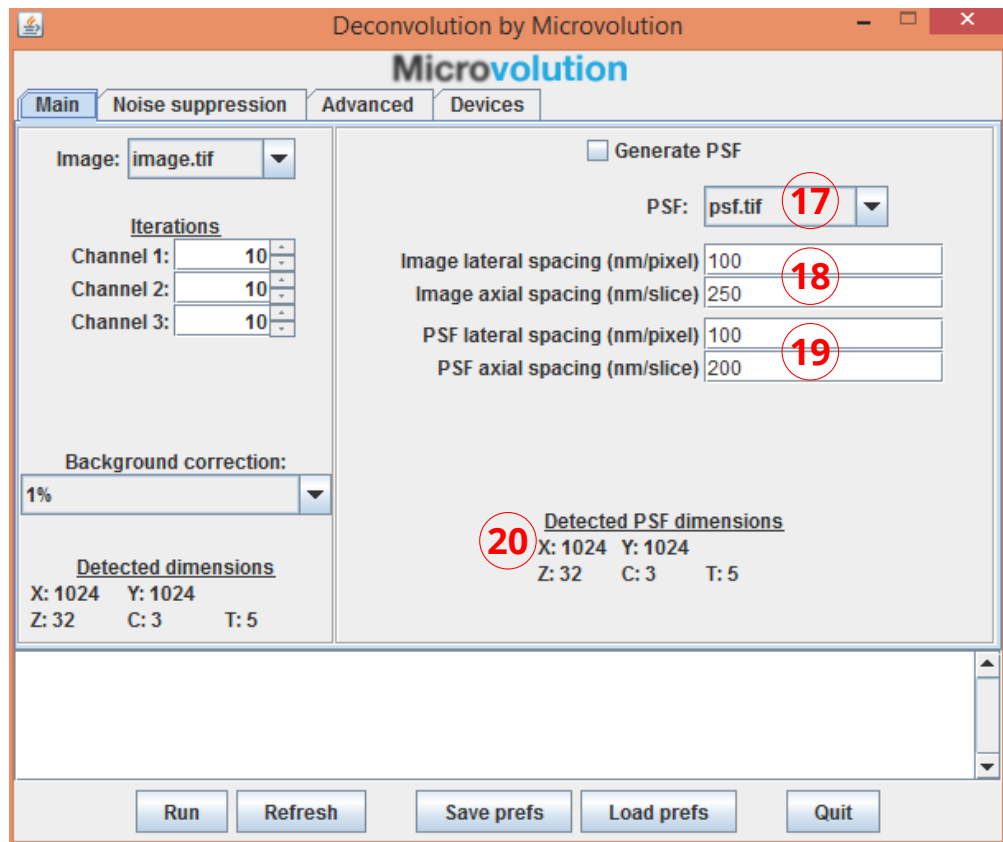 Deconvolution by Microvolution
Microvolution
Main Noise suppression Advanced Devices
Image: image.tif
Iterations
Channel 1: 10
Channel 2: 10
Channel 3: 10
Background correction:
1%
Detected dimensions
X: 1024 Y: 1024
Z: 32 C: 3 T: 5
Generate PSF
PSF: psf.tif 17
Image lateral spacing (nm/pixel) 100
18
Image axial spacing (nm/slice) 250
PSF lateral spacing (nm/pixel) 100
19
PSF axial spacing (nm/slice) 200
20
Detected PSF dimensions
X: 1024 Y: 1024
Z: 32 C: 3 T: 5
Run Refresh Save prefs Load prefs Quit